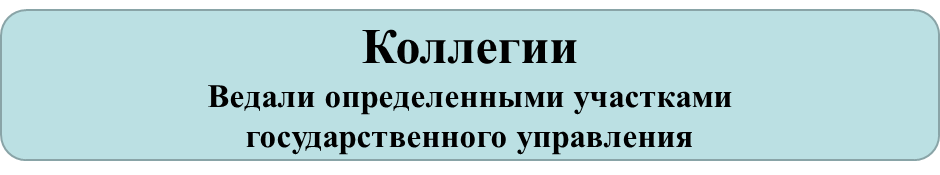 Коллегии
Ведали определенными участками
государственного управления